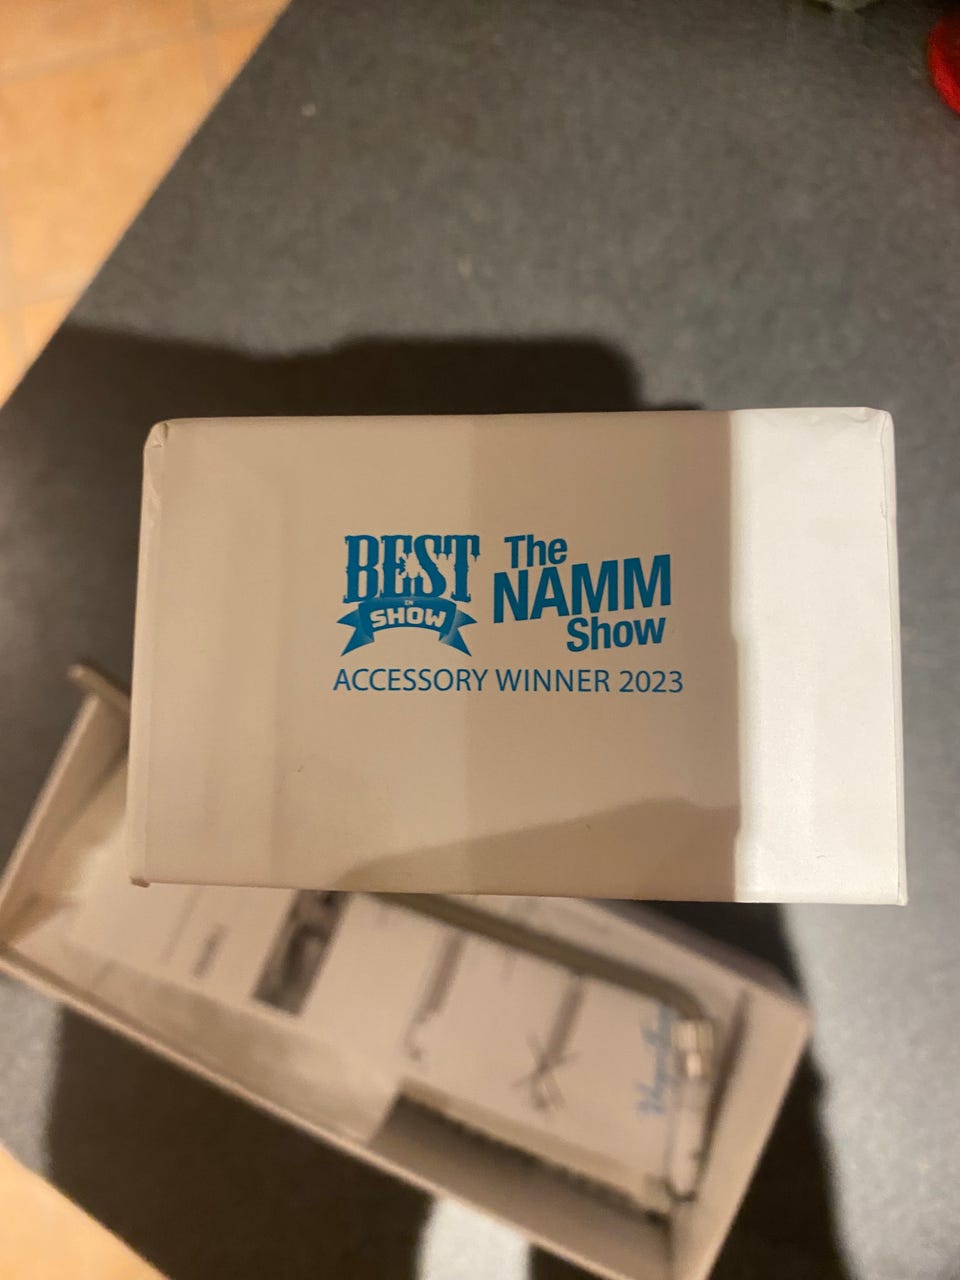 BEST
IN
SHOW
The
NAMM
Show
ACCESSORY WINNER 2023